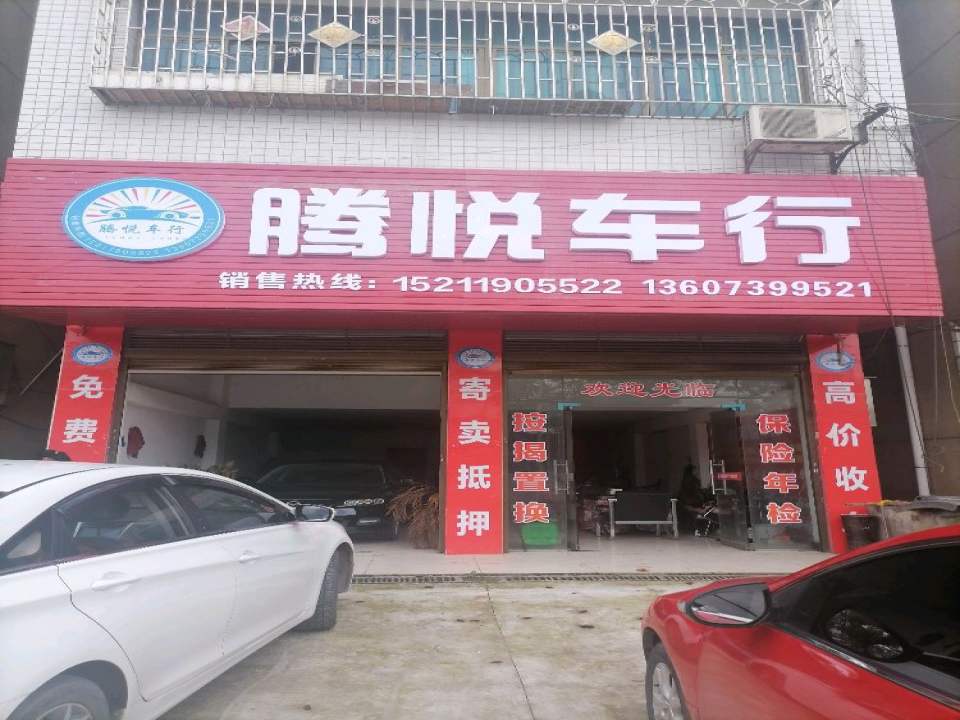 腾悦车行
腾悦车行
销售热线：15211905522 13607399521
免费
寄卖抵押
欢迎光临
按揭置换
保险年检
高价收